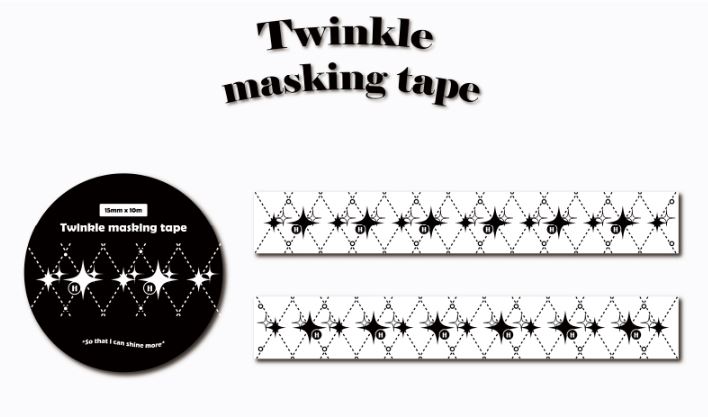 Twinkle
masking tape
15mm x 10m
Twinkle masking tape
H H
"So that I can shine more"
H H H H H H
H H H H H H